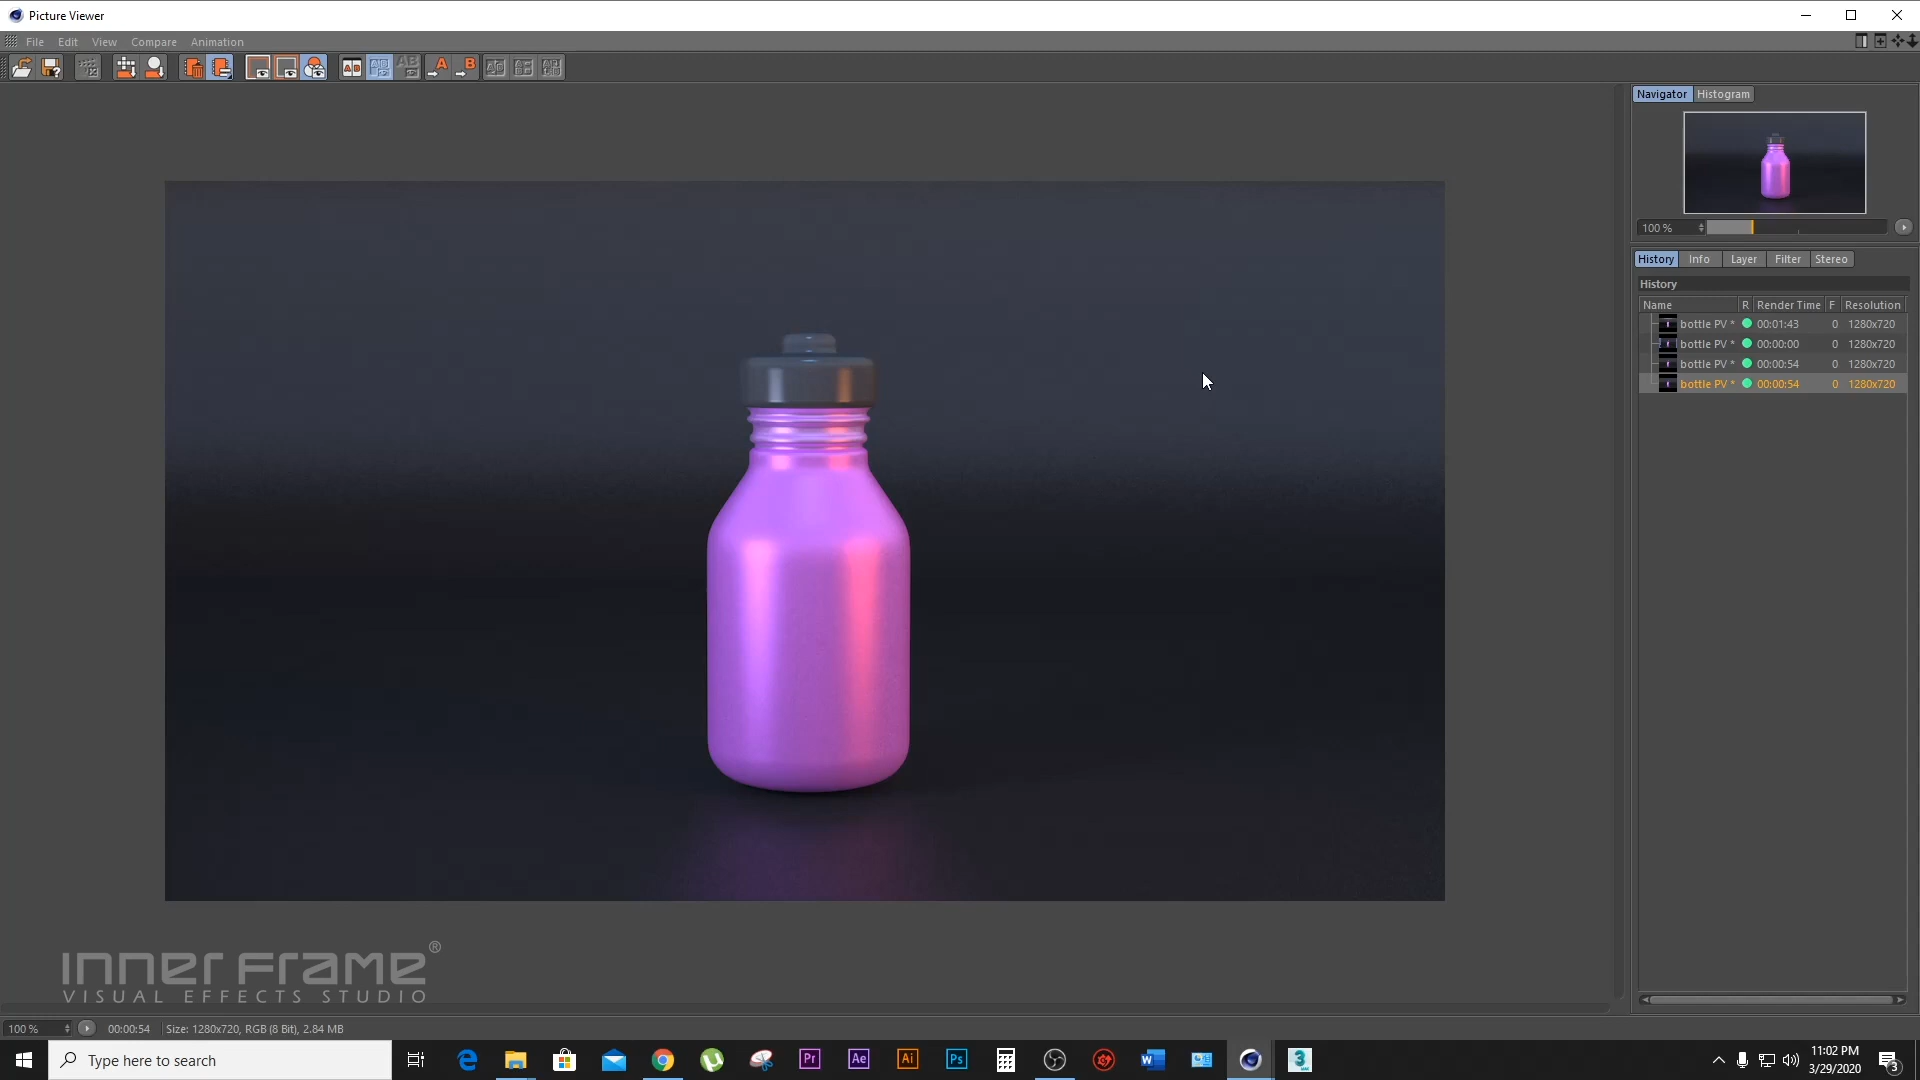 Picture Viewer
File Edit View Compare Animation
AB A B
Navigator Histogram
100 %
History Info Layer Filter Stereo
History
Name R Render Time F Resolution
bottle PV * 00:01:43 0 1280x720
bottle PV * 00:00:00 0 1280x720
bottle PV * 00:00:54 0 1280x720
bottle PV * 00:00:54 0 1280x720
Inner Frame ®
VISUAL EFFECTS STUDIO
100 % 00:00:54 Size: 1280x720, RGB (8 Bit), 2.84 MB
Type here to search Pr Ae Ai Ps W 3
11:02 PM
3/29/2020 3